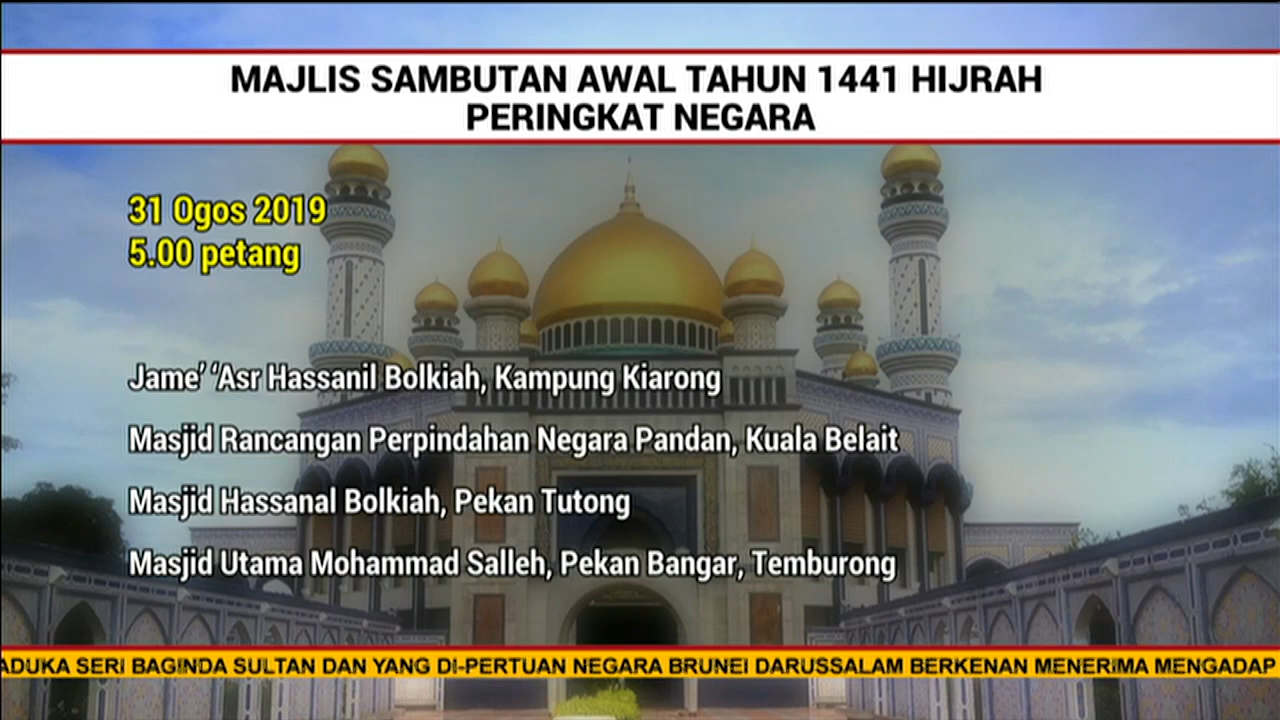 MAJLIS SAMBUTAN AWAL TAHUN 1441 HIJRAH
PERINGKAT NEGARA
31 Ogos 2019
5.00 petang
Jame' 'Asr Hassanil Bolkiah, Kampung Kiarong
Masjid Rancangan Perpindahan Negara Pandan, Kuala Belait
Masjid Hassanal Bolkiah, Pekan Tutong
Masjid Utama Mohammad Salleh, Pekan Bangar, Temburong
ADUKA SERI BAGINDA SULTAN DAN YANG DI-PERTUAN NEGARA BRUNEI DARUSSALAM BERKENAN MENERIMA MENGADAP